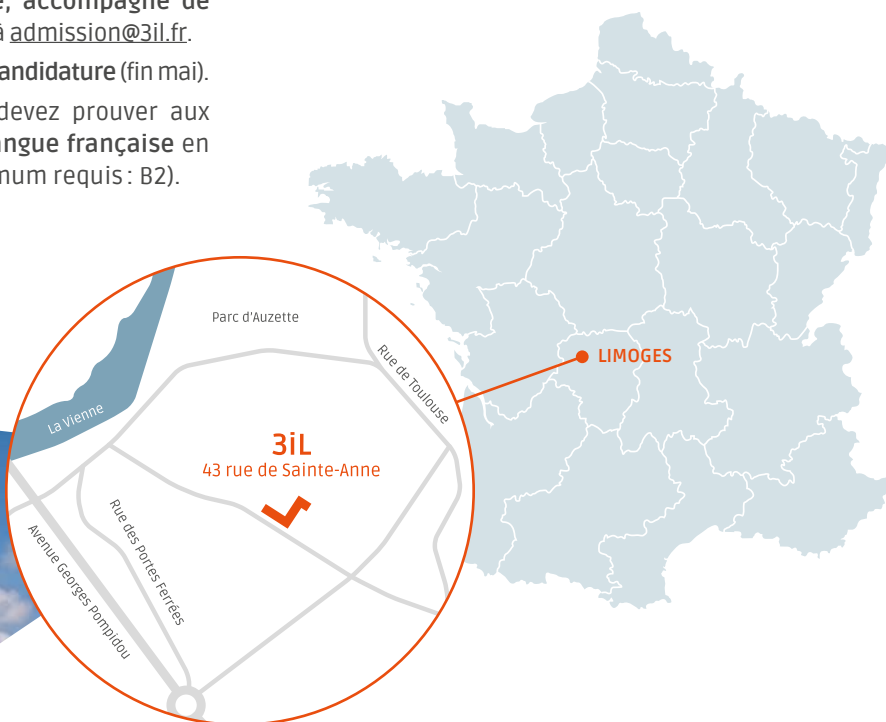 e, accompagné de
à admission@3il.fr.
andidature (fin mai).
devez prouver aux
angue française en
mum requis : B2).
Parc d'Auzette
Rue de Toulouse
LIMOGES
La Vienne
3iL
43 rue de Sainte-Anne
Rue des Portes Ferrées
Avenue Georges Pompidou